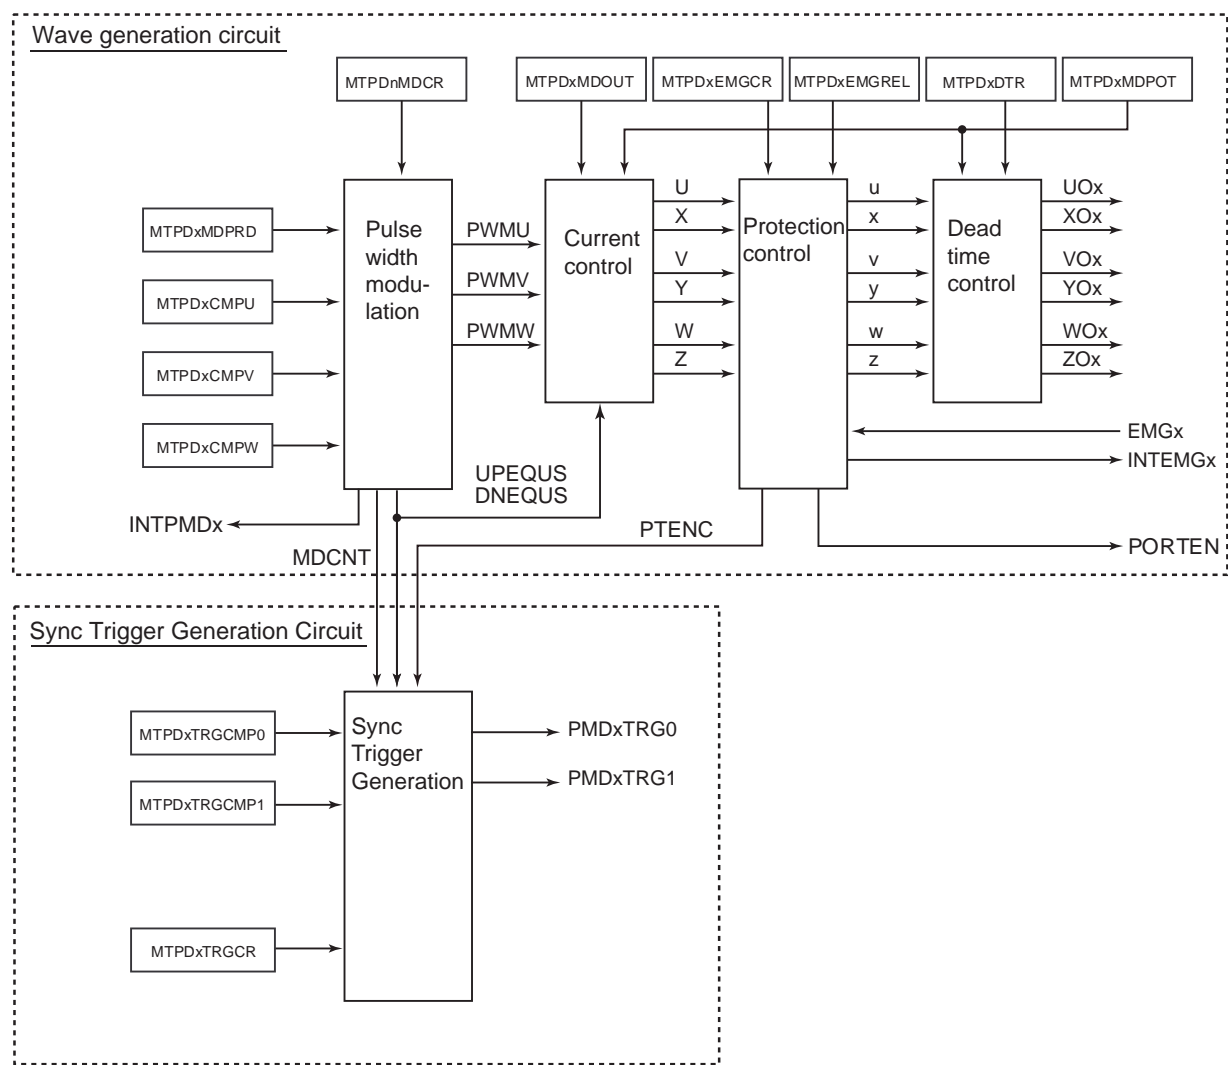 Wave generation circuit
MTPDnMDCR
MTPDxMDOUT
MTPDxEMGCR
MTPDxEMGREL
MTPDxDTR
MTPDxMDPOT
MTPDxMDPRD
MTPDxCMPU
MTPDxCMPV
MTPDxCMPW
Pulse
width
modu-
lation
PWMU
PWMV
PWMW
Current
control
U
X
V
Y
W
Z
Protection
control
u
x
v
y
w
z
Dead
time
control
UOx
XOx
VOx
YOx
WOx
ZOx
EMGx
INTEMGx
UPEQUS
DNEQUS
INTPMDx
MDCNT
PTENC
PORTEN
Sync Trigger Generation Circuit
MTPDxTRGCMP0
MTPDxTRGCMP1
MTPDxTRGCR
Sync
Trigger
Generation
PMDxTRG0
PMDxTRG1